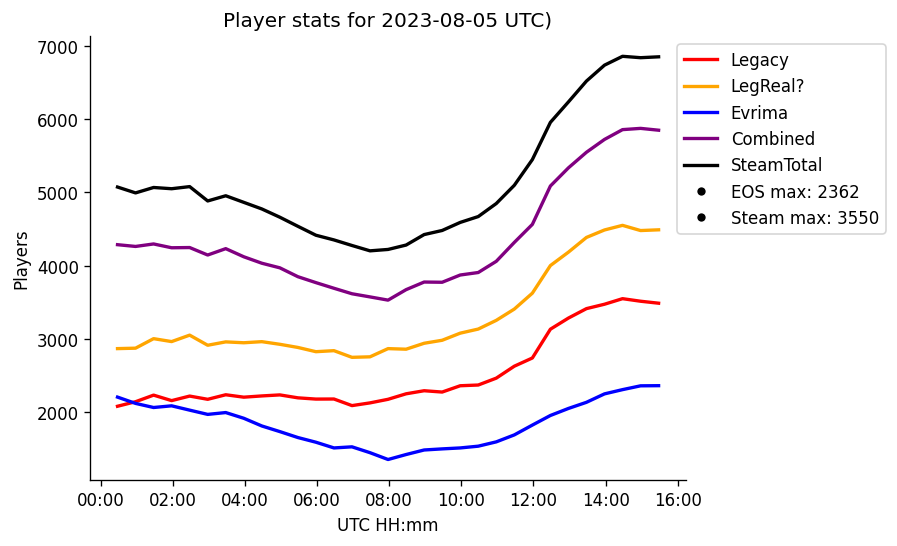 Player stats for 2023-08-05 UTC)
7000
6000
5000
4000
3000
2000
Players
00:00 02:00 04:00 06:00 08:00 10:00 12:00 14:00 16:00
UTC HH:mm
Legacy
LegReal?
Evrima
Combined
SteamTotal
EOS max: 2362
Steam max: 3550